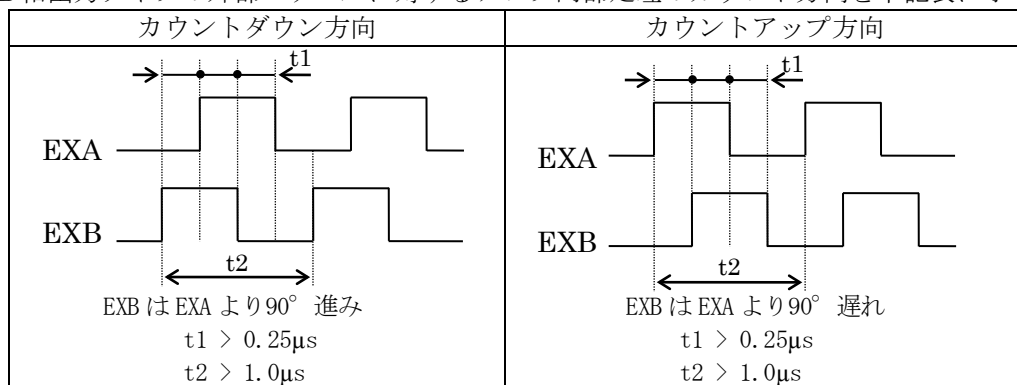 カウントダウン方向
カウントアップ方向
t1
EXA
EXB
t2
EXB は EXA より90° 進み
t1 > 0.25μs
t2 > 1.0μs
t1
EXA
EXB
t2
EXB は EXA より90° 遅れ
t1 > 0.25μs
t2 > 1.0μs